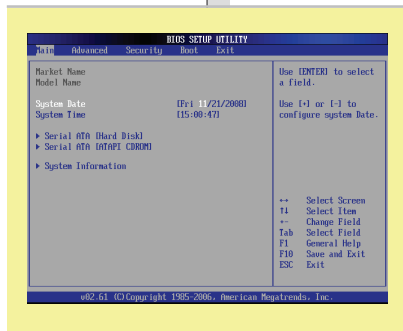 BIOS SETUP UTILITY
Main Advanced Security Boot Exit
Market Name
Model Name
System Date [Fri 11/21/2008]
System Time [15:00:47]
Serial ATA [Hard Disk]
Serial ATA [ATAPI CDROM]
System Information
Use [ENTER] to select
a field.
Use [+] or [-] to
configure system Date.
↔ Select Screen
↑↓ Select Item
+- Change Field
Tab Select Field
F1 General Help
F10 Save and Exit
ESC Exit
v02.61 (C)Copyright 1985-2006, American Megatrends, Inc.